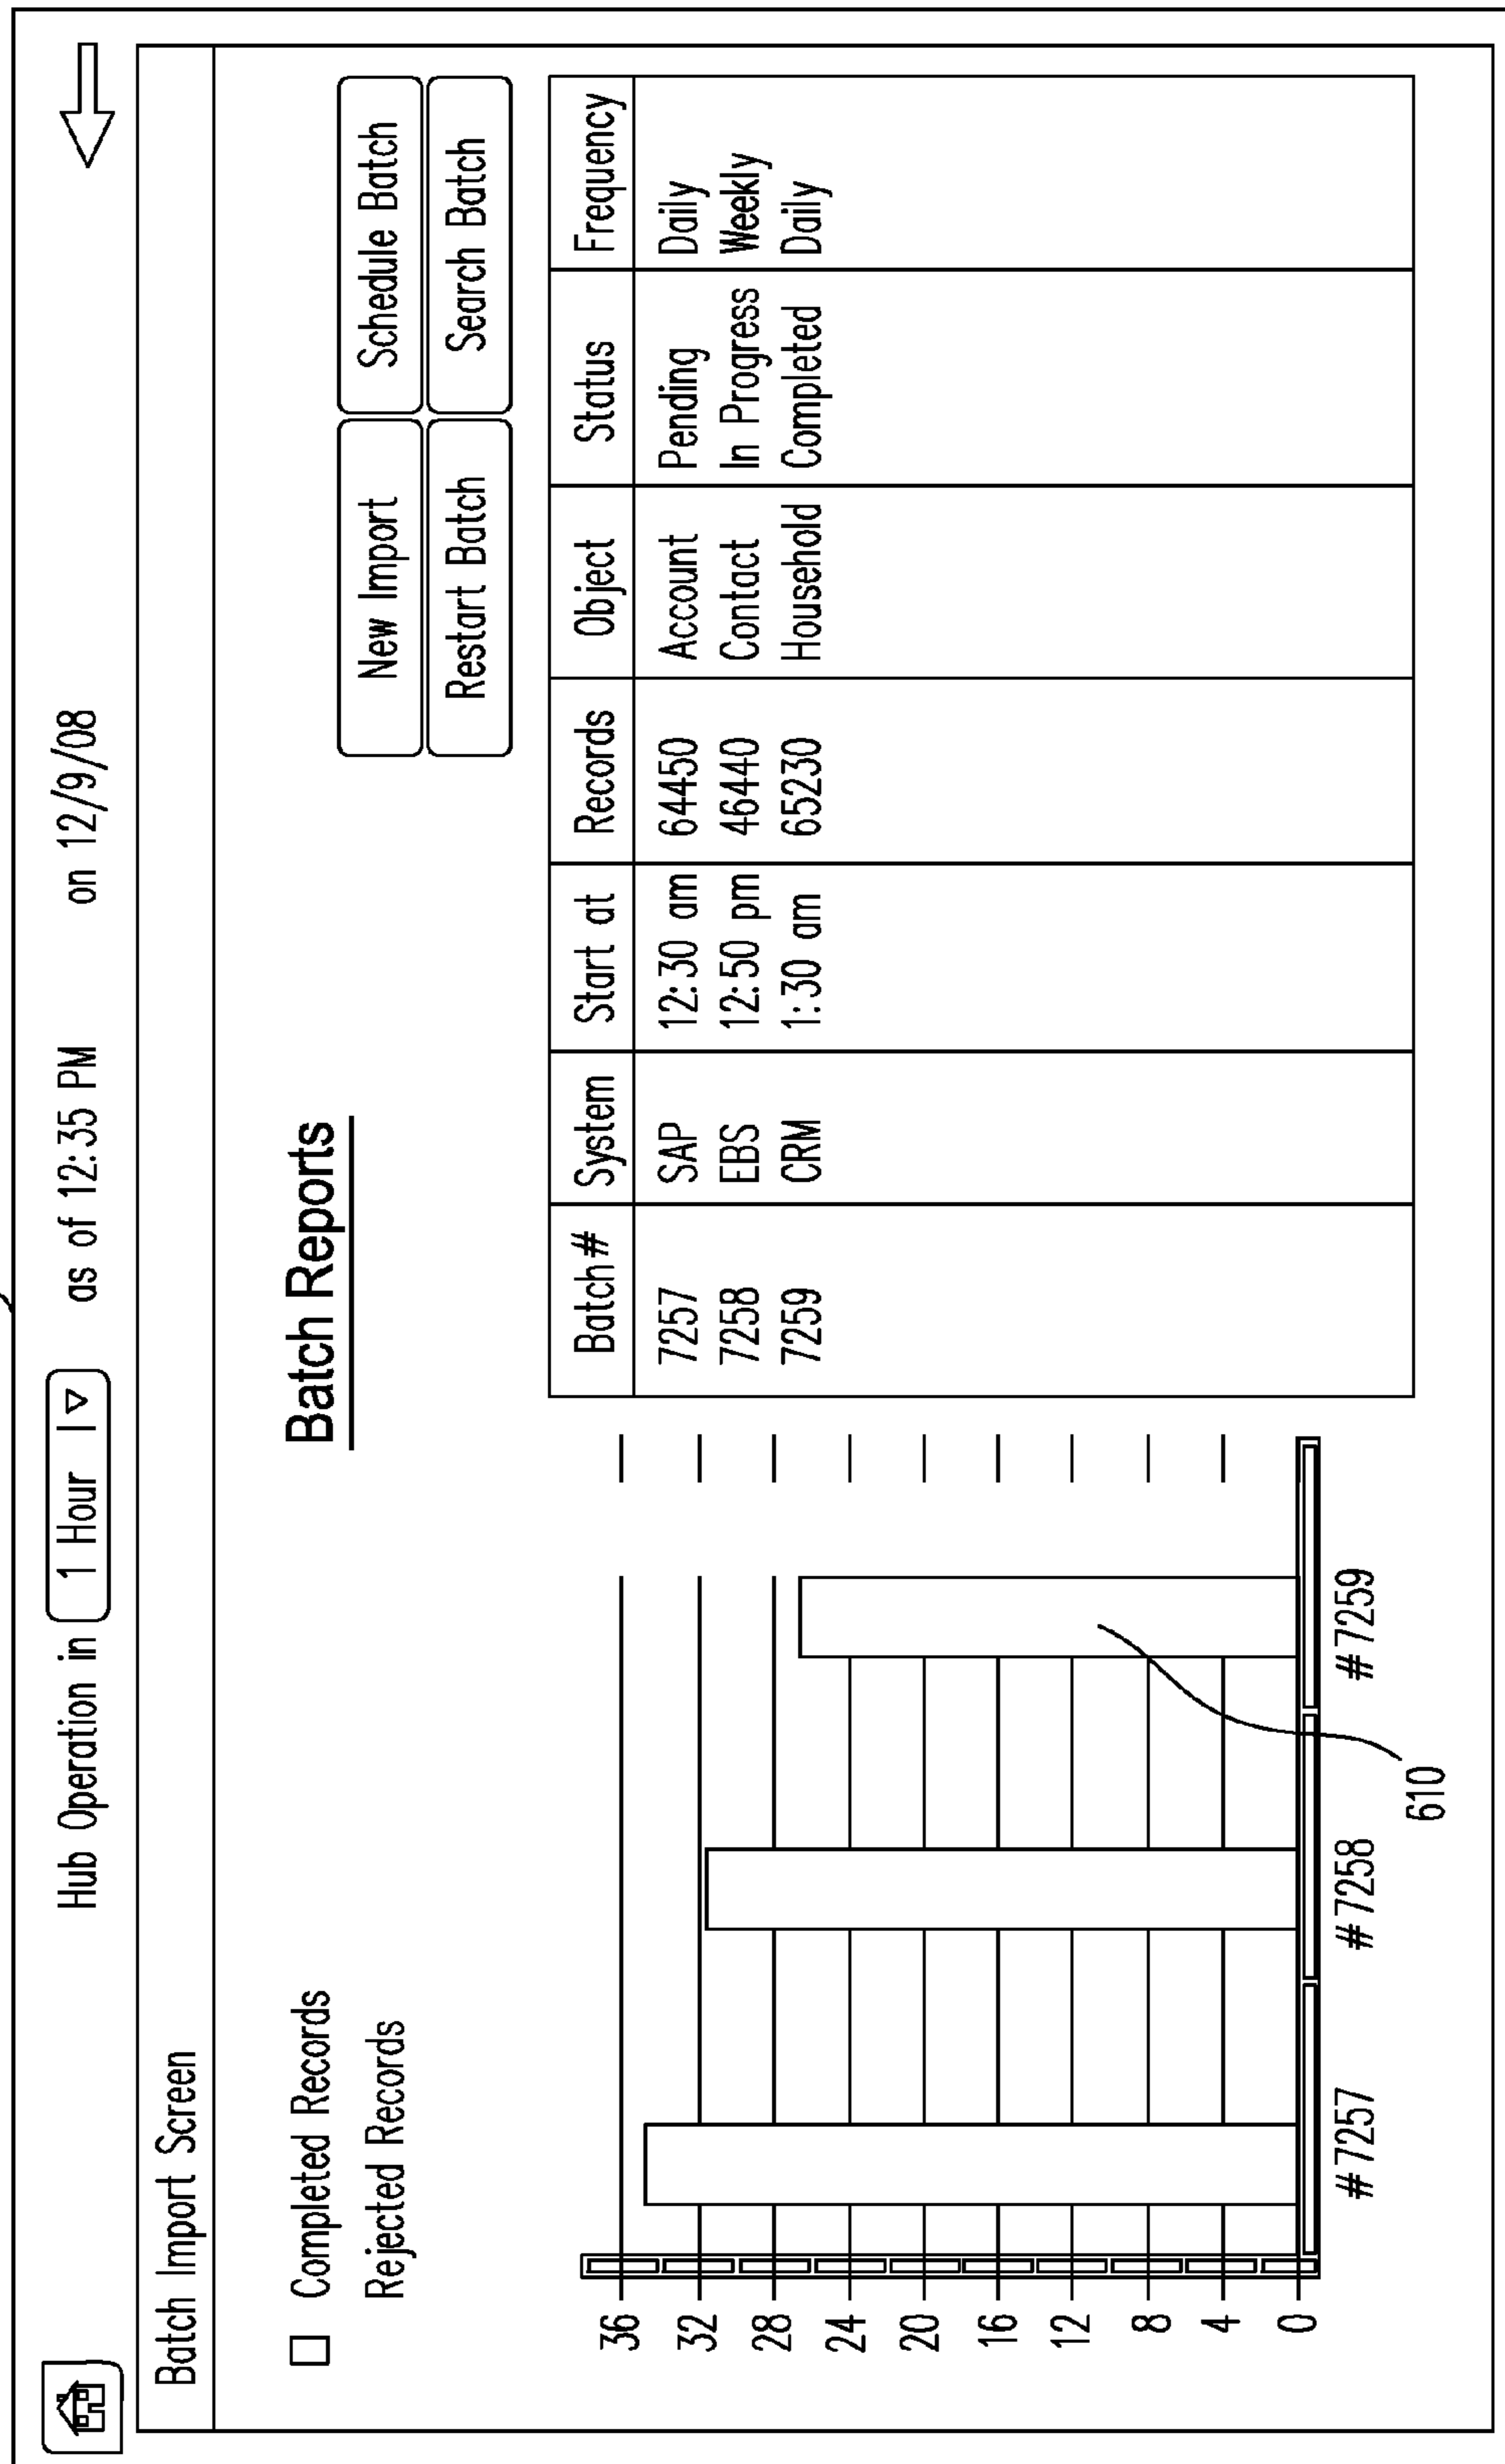 Hub Operation in 1 Hour as of 12:35 PM on 12/9/08
Batch Import Screen
Completed Records
Rejected Records
Batch Reports
New Import Schedule Batch
Restart Batch Search Batch
36
32
28
24
20
16
12
8
4
0
#7257 #7258 #7259
610
Batch# System Start at Records Object Status Frequency
7257 SAP 12:30 am 64450 Account Pending Daily
7258 EBS 12:50 pm 46440 Contact In Progress Weekly
7259 CRM 1:30 am 65230 Household Completed Daily